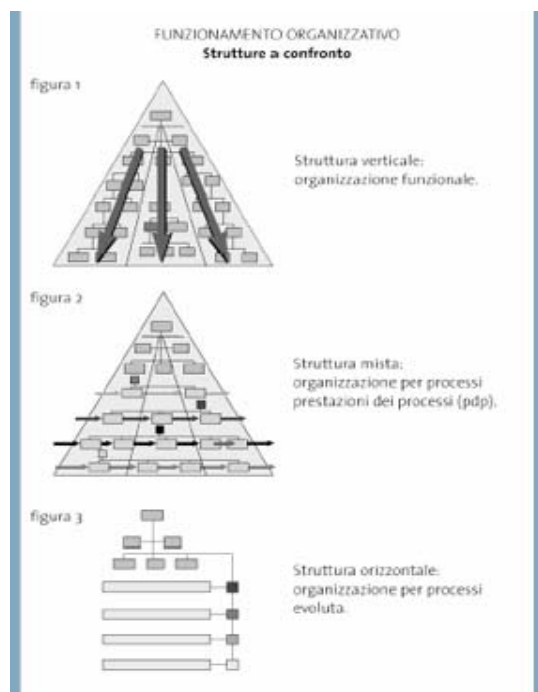 FUNZIONAMENTO ORGANIZZATIVO
Strutture a confronto
figura 1
Struttura verticale:
organizzazione funzionale.
figura 2
Struttura mista:
organizzazione per processi
prestazioni dei processi (pdp).
figura 3
Struttura orizzontale:
organizzazione per processi
evoluta.